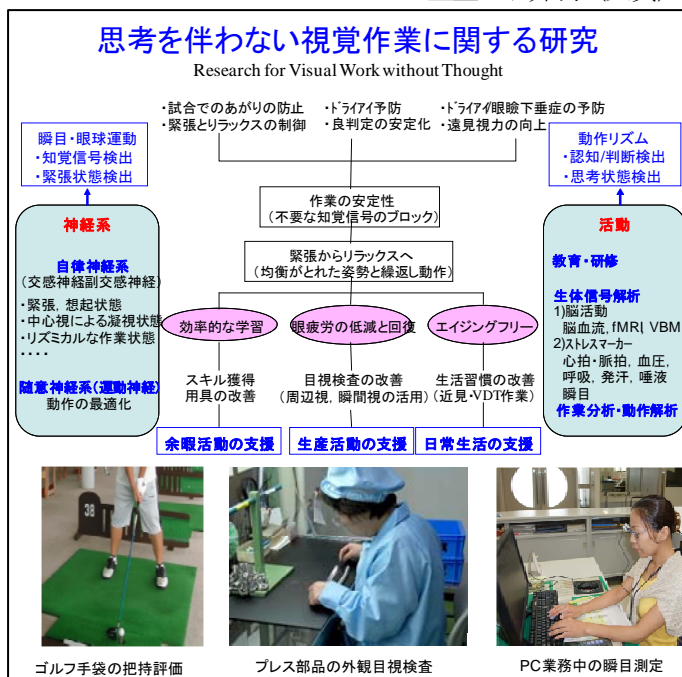 思考を伴わない視覚作業に関する研究
Research for Visual Work without Thought
・試合でのあがりの防止
・緊張とリラックスの制御
・ドライアイ予防
・良判定の安定化
・ドライアイ/眼瞼下垂症の予防
・遠見視力の向上
瞬目・眼球運動
・知覚信号検出
・緊張状態検出
動作リズム
・認知/判断検出
・思考状態検出
作業の安定性
(不要な知覚信号のブロック)
緊張からリラックスへ
(均衡がとれた姿勢と繰返し動作)
神経系
自律神経系
(交感神経副交感神経)
・緊張, 想起状態
・中心視による凝視状態
・リズミカルな作業状態
・・・・
随意神経系(運動神経)
動作の最適化
効率的な学習
眼疲労の低減と回復
エイジングフリー
スキル獲得
用具の改善
目視検査の改善
(周辺視, 瞬間視の活用)
生活習慣の改善
(近見・VDT作業)
余暇活動の支援
生産活動の支援
日常生活の支援
活動
教育・研修
生体信号解析
1)脳活動
脳血流, fMRI, VBM
2)ストレスマーカー
心拍・脈拍, 血圧,
呼吸, 発汗, 唾液
瞬目
作業分析・動作解析
38
ゴルフ手袋の把持評価
プレス部品の外観目視検査
PC業務中の瞬目測定